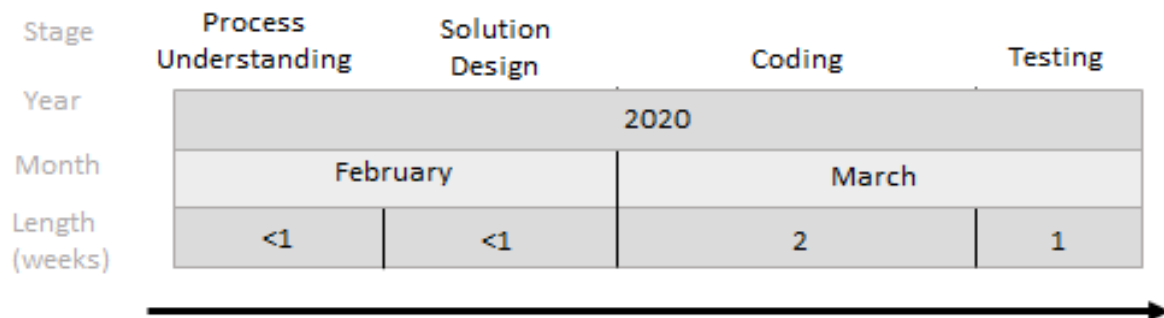 Stage Process Understanding Solution Design Coding Testing
Year 2020
Month February March
Length (weeks) <1 <1 2 1